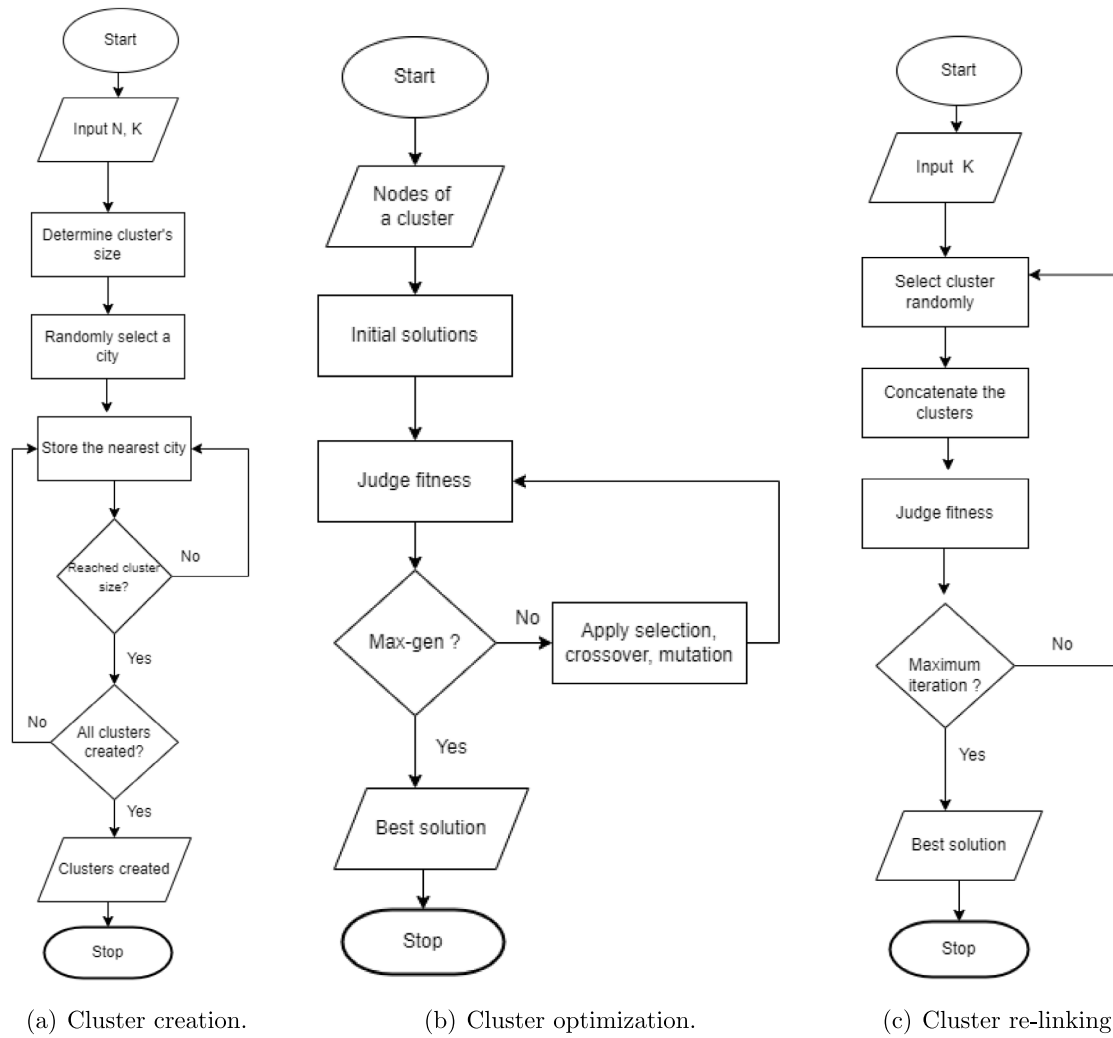 Start
Input N, K
Determine cluster's
size
Randomly select a
city
Store the nearest city
Reached cluster
size?
No
Yes
All clusters
created?
No
Yes
Clusters created
Stop
(a) Cluster creation.
Start
Nodes of
a cluster
Initial solutions
Judge fitness
Max-gen ?
No
Apply selection,
crossover, mutation
Yes
Best solution
Stop
(b) Cluster optimization.
Start
Input K
Select cluster
randomly
Concatenate the
clusters
Judge fitness
Maximum
iteration ?
No
Yes
Best solution
Stop
(c) Cluster re-linking